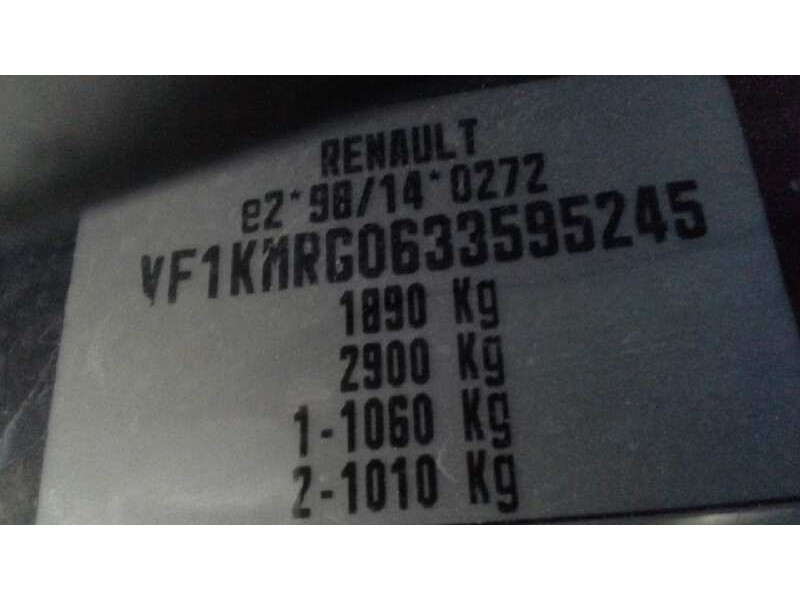 RENAULT
e2*98/14*0272
VF1KMRG0633595245
1890 Kg
2900 Kg
1-1060 Kg
2-1010 Kg